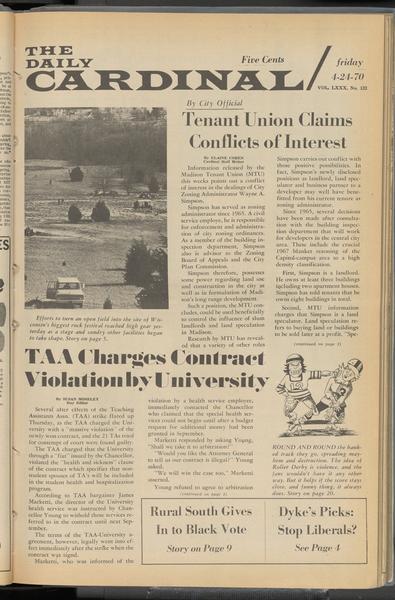 THE
DAILY
CARDINAL
Five Cents
friday
4-24-70
VOL. LXXX, No. 122
By City Official
Tenant Union Claims
Conflicts of Interest
By ELAINE COHEN
Cardinal Staff Writer
Information released by the
Madison Tenant Union (MTU)
this weeks points out a conflict
of interest in the dealings of City
Zoning Administrator Wayne A.
Simpson.
Simpson has served as zoning
administrator since 1965. A civil
service employe, he is responsible
for enforcement and administra-
tion of city zoning ordinances.
As a member of the building in-
spection department, Simpson
also is advisor to the Zoning
Board of Appeals and the City
Plan Commission.
Simpson therefore, possesses
some power regarding land use
and construction in the city as
well as in formulation of Madi-
son's long range development.
Such a position, the MTU con-
cludes, could be used beneficially
to control the influence of slum
landlords and land speculation
in Madison.
Research by MTU has reveal-
ed that a variety of other roles
Simpson carries out conflict with
those positive possibilities. In
fact, Simpson's newly disclosed
positions as landlord, land spec-
ulator and business partner to a
developer may well have bene-
fitted from his current tenure as
zoning administrator.
Since 1965, several decisions
have been made after consulta-
tion with the building inspec-
tion department that will work
for developers in the central city
area. These include the crucial
1967 blanket rezoning of the
Capitol-campus area to a high
density classification.
First, Simpson is a landlord.
He owns at least three buildings
including two apartment houses.
Simpson has told tenants that he
owns eight buildings in total.
Second, MTU information
charges that Simpson is a land
speculator. Land speculation re-
fers to buying land or buildings
to be sold later at a profit. "Spe-
(continued on page 3)
Efforts to turn an open field into the site of Wis-
consin's biggest rock festival reached high gear yes-
terday as a stage and sundry other facilities began
to take shape. Story on page 5.
TAA Charges Contract
Violation by University
By SUSAN MOSELEY
Day Editor
Several after effects of the Teaching
Assistants Assn. (TAA) strike flared up
Thursday, as the TAA charged the Uni-
versity with a "massive violation" of the
newly won contract, and the 21 TAs tried
for contempt of court were found guilty.
The TAA charged that the University
through a "fiat" issued by the Chancellor,
violated the "health and sickness" clause
of the contract which specifies that non-
student spouses of TA's will be included
in the student health and hospitalization
program.
According to TAA bargainer James
Marketti, the director of the University
health service was instructed by Chan-
cellor Young to withold these services re-
ferred to in the contract until next Sep-
tember.
The terms of the TAA-University a-
greement, however, legally went into ef-
fect immediately after the strike when the
contract was signed.
Marketti, who was informed of the
violation by a health service employee,
immediately contacted the Chancellor
who claimed that the special health ser-
vices could not begin until after a budget
request for additional money had been
granted in September.
Marketti responded by asking Young,
"Shall we take it to arbitration?"
"Would you like the Attorney General
to tell us our contract is illegal?" Young
asked.
"We will win the case too," Marketti
asserted.
Young refused to agree to arbitration
(continued on page 3)
ROUND AND ROUND the bank-
ed track they go, spreading may-
hem and destruction. The idea of
Roller Derby is violence, and the
fans wouldn't have it any other
way. But it helps if the score stays
close, and funny thing, it always
does. Story on page 20.
Rural South Gives
In to Black Vote
Story on Page 9
Dyke's Picks:
Stop Liberals?
See Page 4